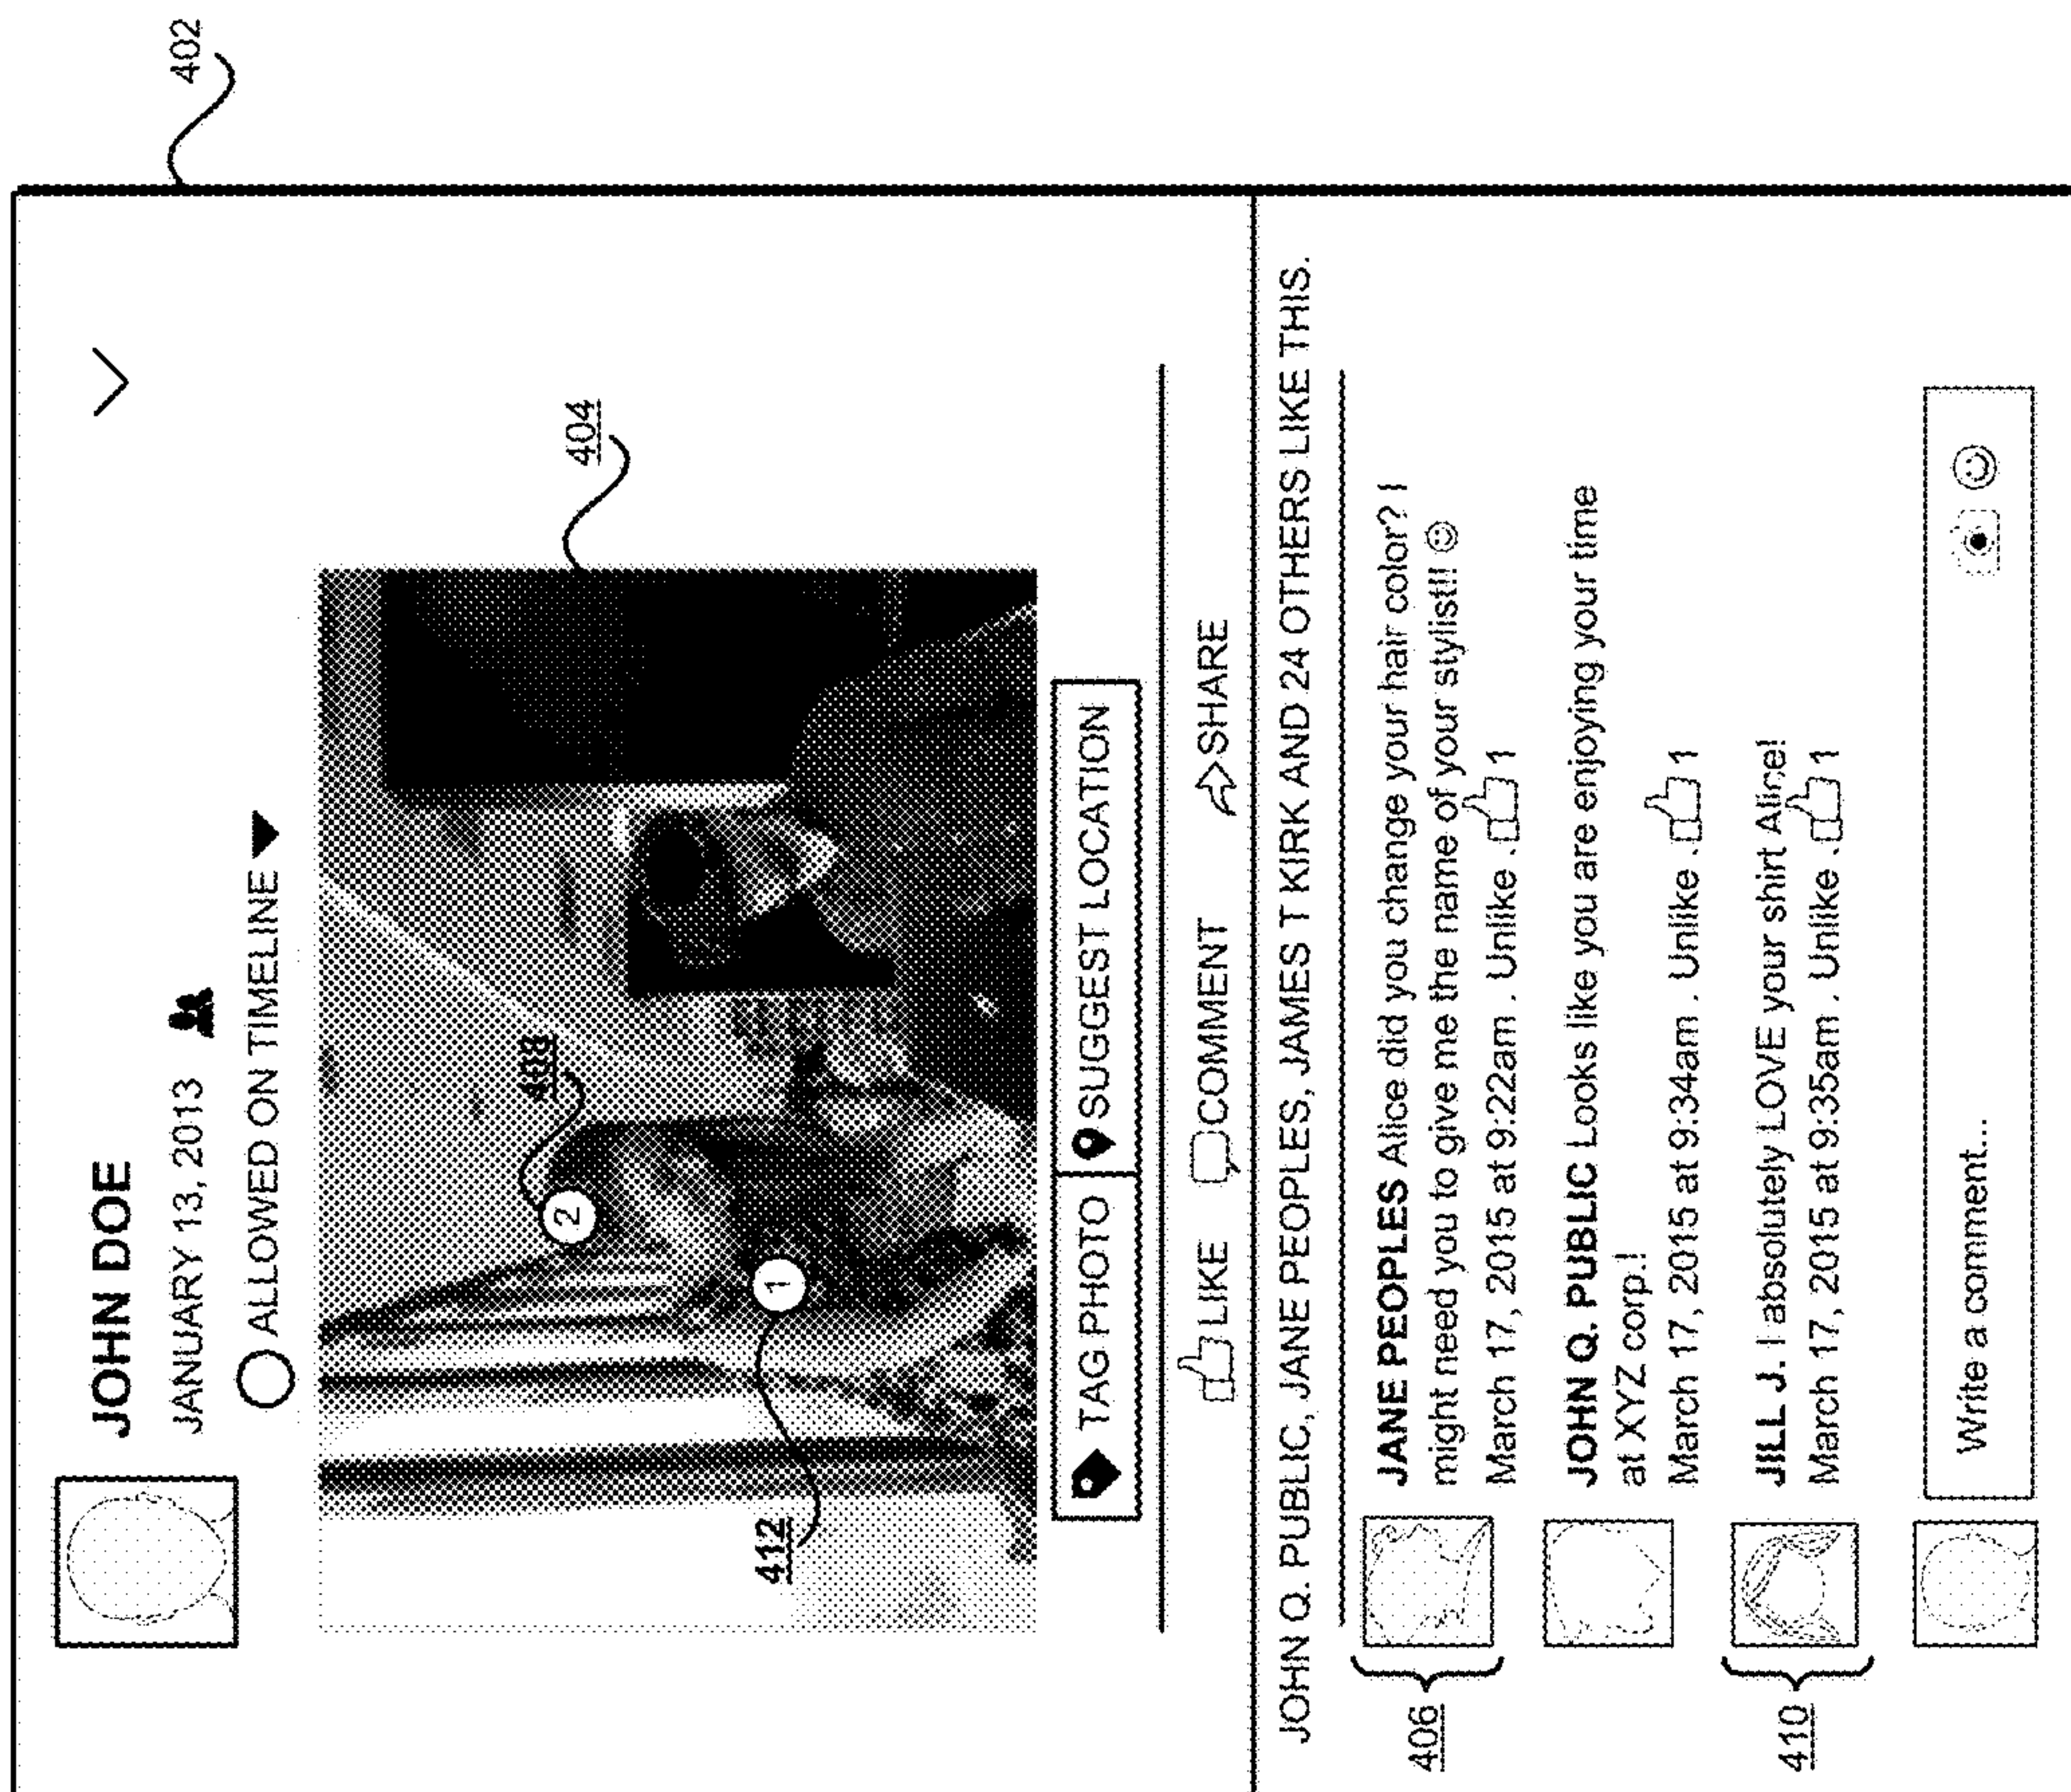 402
JOHN DOE
JANUARY 13, 2013
ALLOWED ON TIMELINE
404
408
2
1
412
TAG PHOTO
SUGGEST LOCATION
LIKE
COMMENT
SHARE
JOHN Q. PUBLIC, JANE PEOPLES, JAMES T KIRK AND 24 OTHERS LIKE THIS.
406
JANE PEOPLES Alice did you change your hair color? I
might need you to give me the name of your stylist!! ☺
March 17, 2015 at 9:22am . Unlike . 1
JOHN Q. PUBLIC Looks like you are enjoying your time
at XYZ corp.!
March 17, 2015 at 9:34am . Unlike . 1
410
JILL J. I absolutely LOVE your shirt Alice!
March 17, 2015 at 9:35am . Unlike . 1
Write a comment...